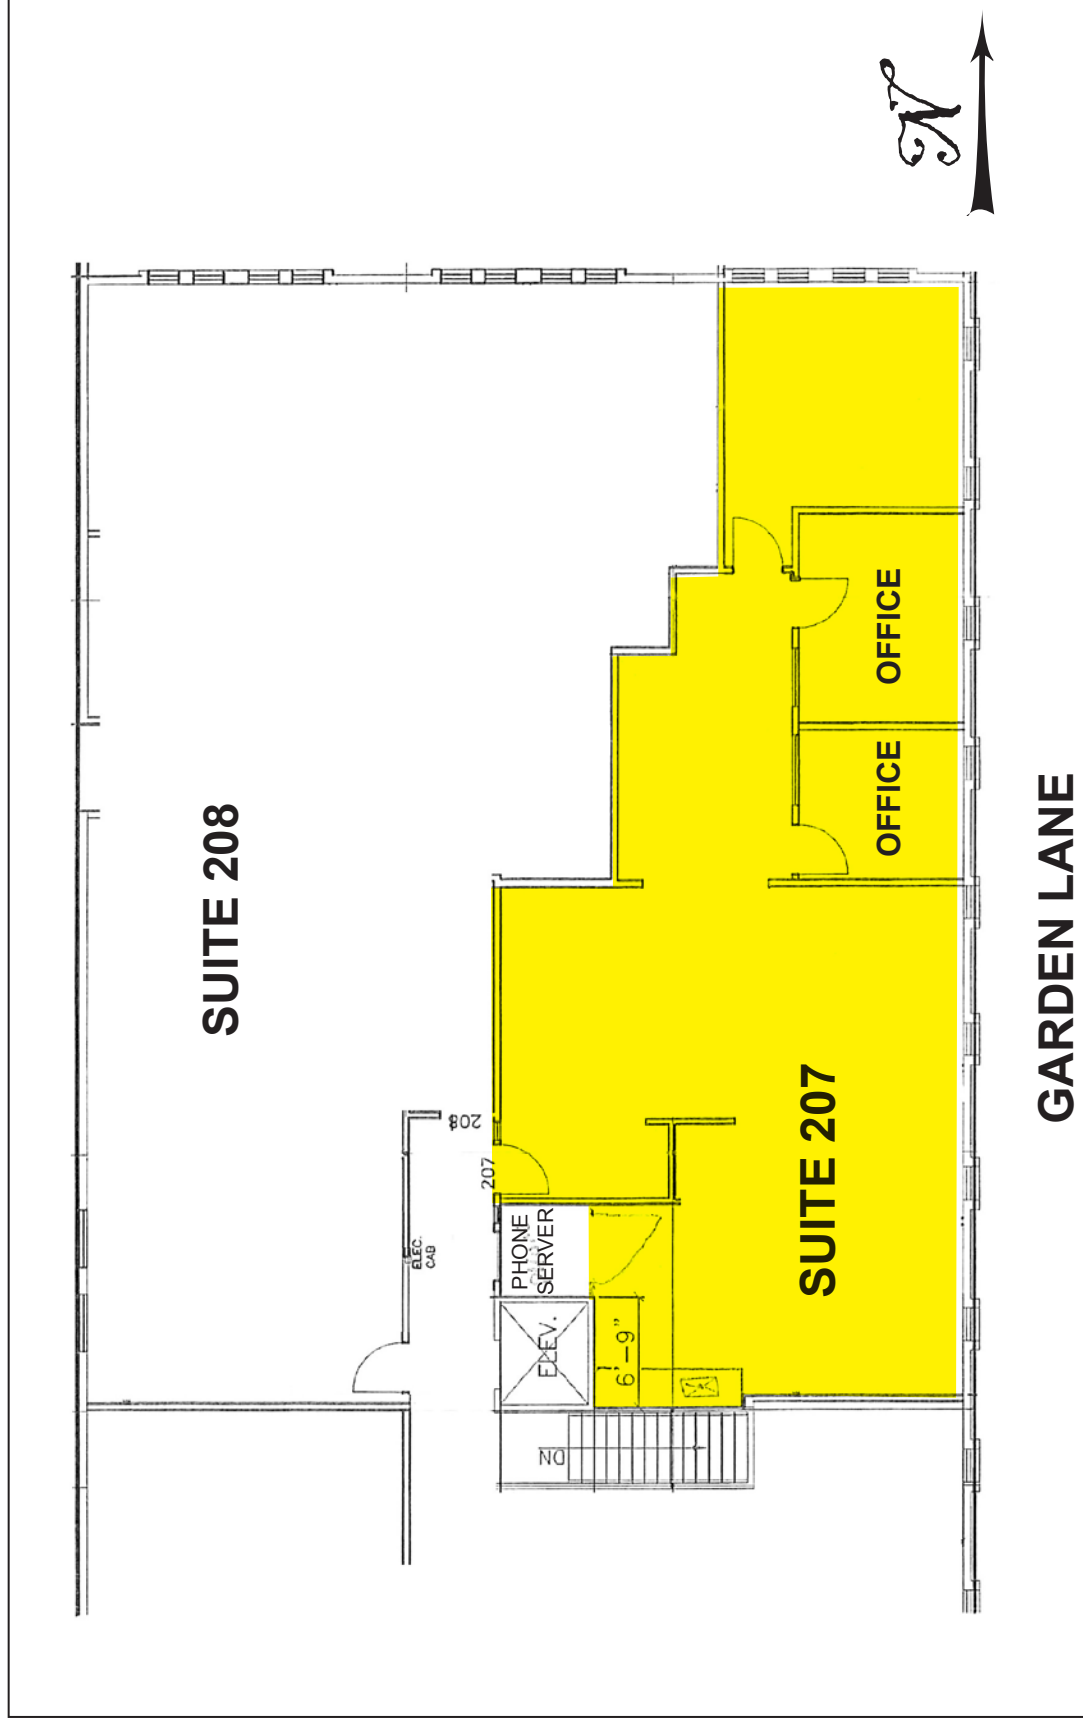 N
SUITE 208
208
207
ELEC.
CAB
PHONE
SERVER
ELEV.
6'-9"
DN
OFFICE
OFFICE
SUITE 207
GARDEN LANE